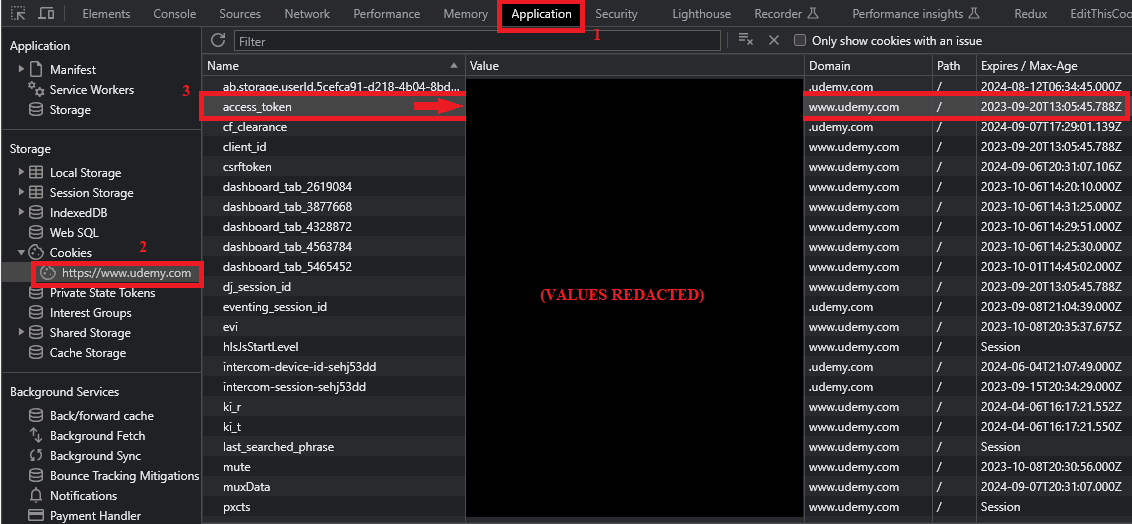 Elements Console Sources Network Performance Memory Application Security Lighthouse Recorder Performance insights Redux EditThisCoo
1
Application
Manifest
Service Workers
3
Storage
Storage
Local Storage
Session Storage
IndexedDB
Web SQL
2
Cookies
https://www.udemy.com
Private State Tokens
Interest Groups
Shared Storage
Cache Storage
Background Services
Back/forward cache
Background Fetch
Background Sync
Bounce Tracking Mitigations
Notifications
Payment Handler
Filter Only show cookies with an issue
Name Value Domain Path Expires / Max-Age
ab.storage.userId.5cefca91-d218-4b04-8bd... .udemy.com / 2024-08-12T06:34:45.000Z
access_token www.udemy.com / 2023-09-20T13:05:45.788Z
cf_clearance .udemy.com / 2024-09-07T17:29:01.139Z
client_id www.udemy.com / 2023-09-20T13:05:45.788Z
csrftoken www.udemy.com / 2024-09-06T20:31:07.106Z
dashboard_tab_2619084 www.udemy.com / 2023-10-06T14:20:10.000Z
dashboard_tab_3877668 www.udemy.com / 2023-10-06T14:31:25.000Z
dashboard_tab_4328872 www.udemy.com / 2023-10-06T14:29:51.000Z
dashboard_tab_4563784 www.udemy.com / 2023-10-06T14:25:30.000Z
dashboard_tab_5465452 www.udemy.com / 2023-10-01T14:45:02.000Z
dj_session_id www.udemy.com / 2023-09-20T13:05:45.788Z
(VALUES REDACTED)
eventing_session_id .udemy.com / 2023-09-08T21:04:39.000Z
evi www.udemy.com / 2023-10-08T20:35:37.675Z
hlsJsStartLevel www.udemy.com / Session
intercom-device-id-sehj53dd .udemy.com / 2024-06-04T21:07:49.000Z
intercom-session-sehj53dd .udemy.com / 2023-09-15T20:34:29.000Z
ki_r www.udemy.com / 2024-04-06T16:17:21.552Z
ki_t www.udemy.com / 2024-04-06T16:17:21.550Z
last_searched_phrase www.udemy.com / Session
mute www.udemy.com / 2023-10-08T20:30:56.000Z
muxData www.udemy.com / 2024-09-07T20:31:07.000Z
pxcts www.udemy.com / Session